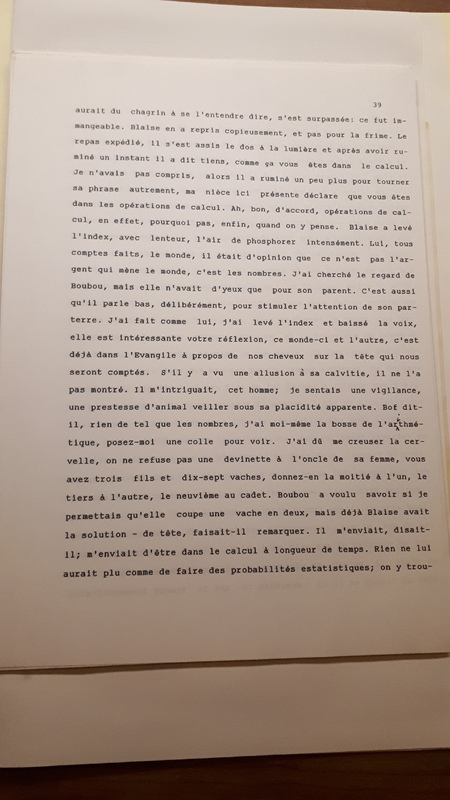 39
aurait du chagrin à se l'entendre dire, s'est surpassée: ce fut im-
mangeable. Blaise en a repris copieusement, et pas pour la frime. Le
repas expédié, il s'est assis le dos à la lumière et après avoir ru-
miné un instant il a dit tiens, comme ça vous êtes dans le calcul.
Je n'avais pas compris, alors il a ruminé un peu plus pour tourner
sa phrase autrement, ma nièce ici présente déclare que vous êtes
dans les opérations de calcul. Ah, bon, d'accord, opérations de cal-
cul, en effet, pourquoi pas, enfin, quand on y pense. Blaise a levé
l'index, avec lenteur, l'air de phosphorer intensément. Lui, tous
comptes faits, le monde, il était d'opinion que ce n'est pas l'ar-
gent qui mène le monde, c'est les nombres. J'ai cherché le regard de
Boubou, mais elle n'avait d'yeux que pour son parent. C'est aussi
qu'il parle bas, délibérément, pour stimuler l'attention de son par-
terre. J'ai fait comme lui, j'ai levé l'index et baissé la voix,
elle est intéressante votre réflexion, ce monde-ci et l'autre, c'est
déjà dans l'Evangile à propos de nos cheveux sur la tête qui nous
seront comptés. S'il y a vu une allusion à sa calvitie, il ne l'a
pas montré. Il m'intriguait, cet homme; je sentais une vigilance,
une prestesse d'animal veiller sous sa placidité apparente. Bof dit-
il, rien de tel que les nombres, j'ai moi-même la bosse de l'arithmé-
tique, posez-moi une colle pour voir. J'ai dû me creuser la cer-
velle, on ne refuse pas une devinette à l'oncle de sa femme, vous
avez trois fils et dix-sept vaches, donnez-en la moitié à l'un, le
tiers à l'autre, le neuvième au cadet. Boubou a voulu savoir si je
permettais qu'elle coupe une vache en deux, mais déjà Blaise avait
la solution - de tête, faisait-il remarquer. Il m'enviait, disait-
il; m'enviait d'être dans le calcul à longueur de temps. Rien ne lui
aurait plu comme de faire des probabilités estatistiques; on y trou-